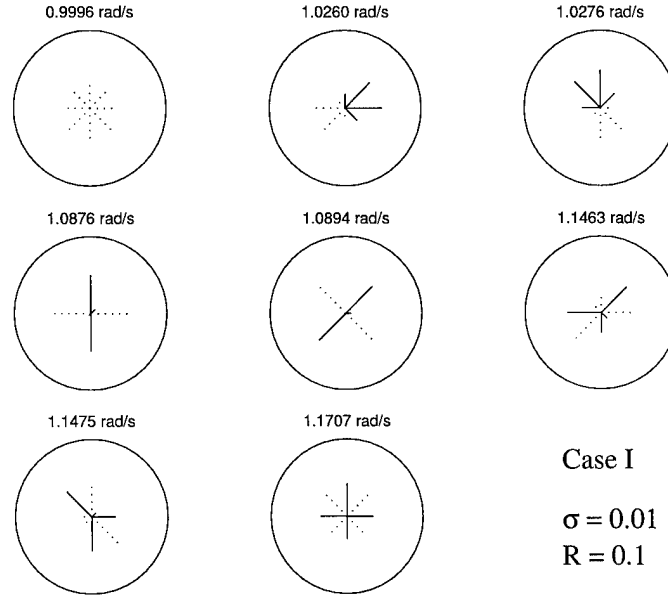 0.9996 rad/s
1.0260 rad/s
1.0276 rad/s
1.0876 rad/s
1.0894 rad/s
1.1463 rad/s
1.1475 rad/s
1.1707 rad/s
Case I
σ = 0.01
R = 0.1